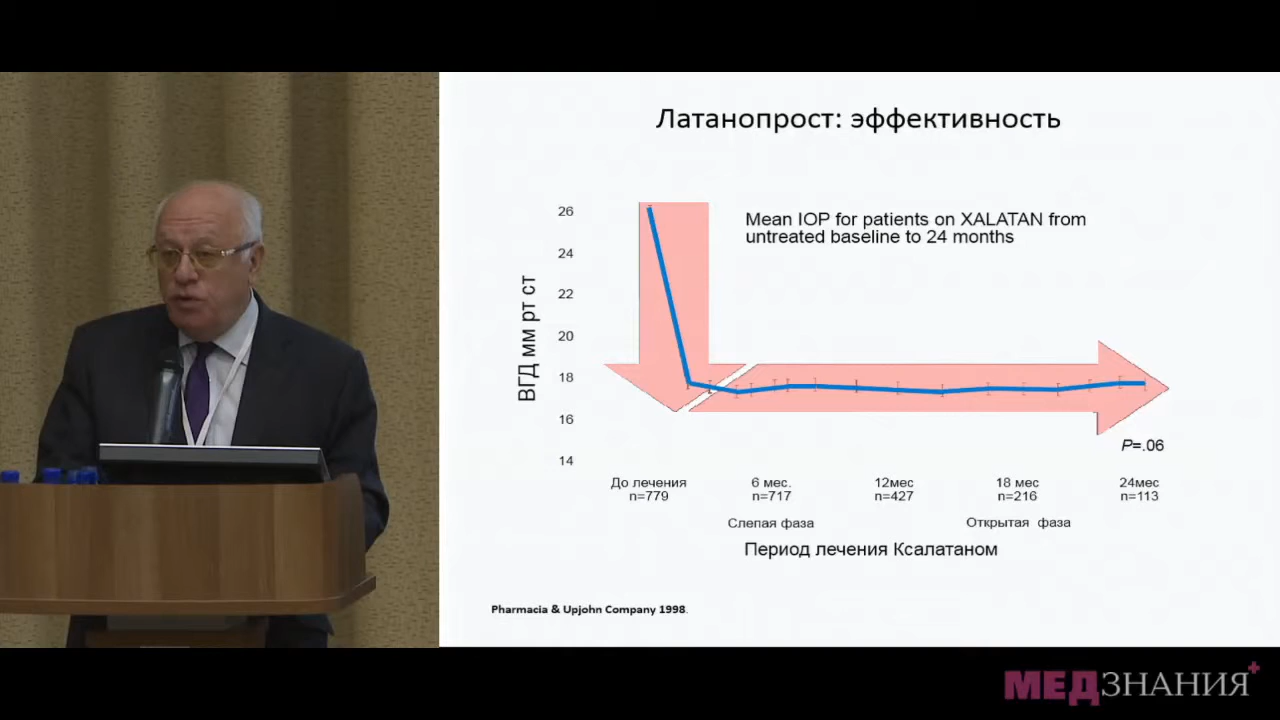 Латанопрост: эффективность
Mean IOP for patients on XALATAN from
untreated baseline to 24 months
ВГД мм рт ст
26
24
22
20
18
16
14
P=.06
До лечения 6 мес. 12мес 18 мес 24мес
n=779 n=717 n=427 n=216 n=113
Слепая фаза Открытая фаза
Период лечения Ксалатаном
Pharmacia & Upjohn Company 1998.
МЕДЗНАНИЯ+